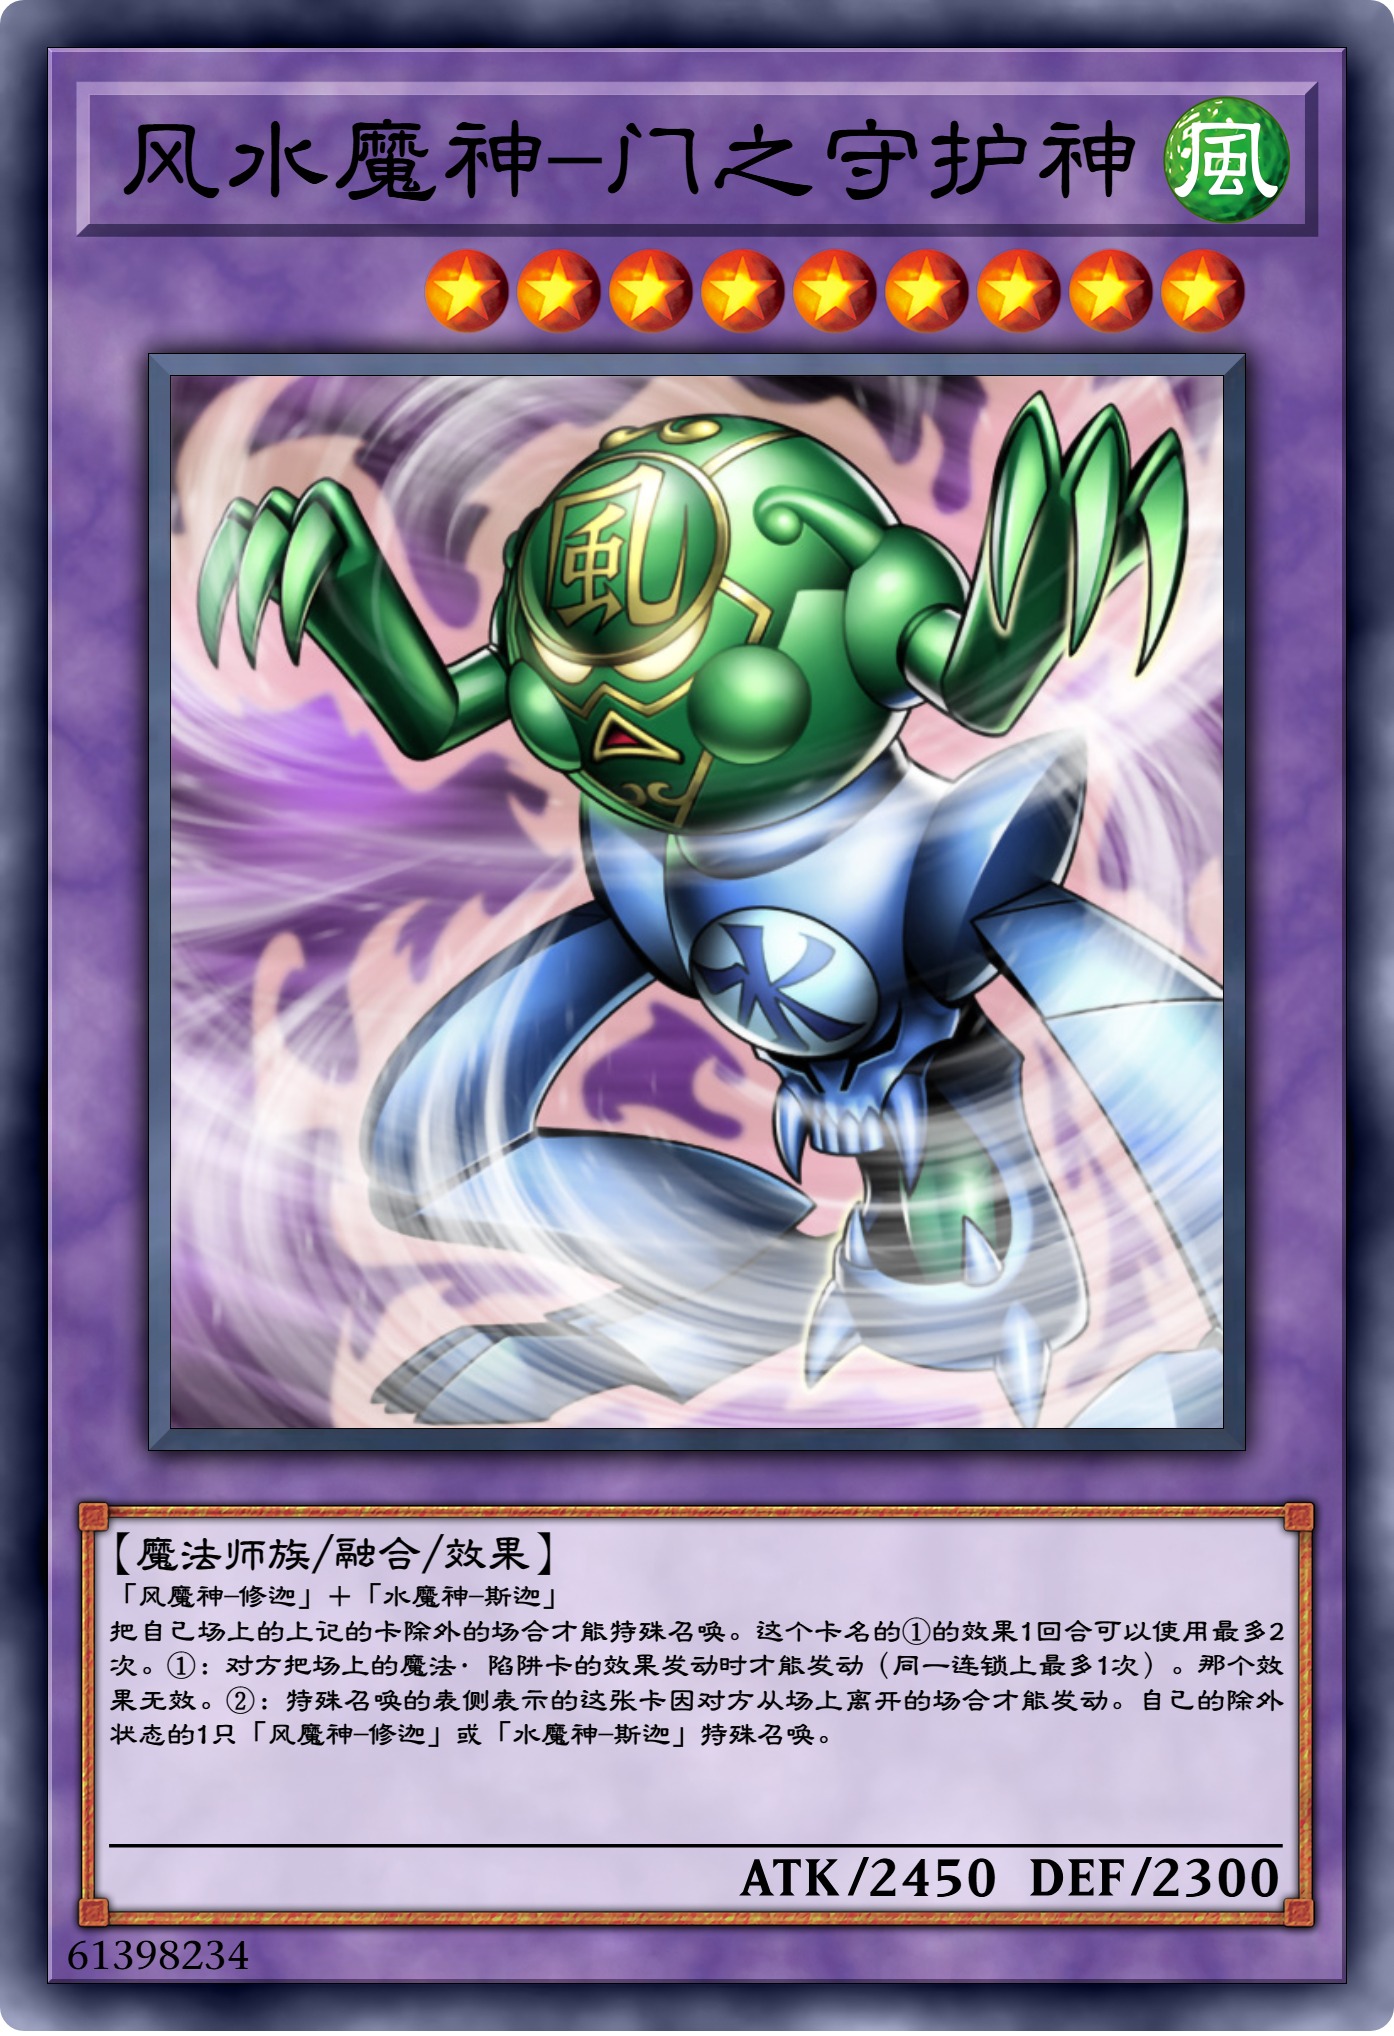 风水魔神-门之守护神 風
風
水
【魔法师族/融合/效果】
「风魔神-修迦」＋「水魔神-斯迦」
把自己场上的上记的卡除外的场合才能特殊召唤。这个卡名的①的效果1回合可以使用最多2
次。①：对方把场上的魔法·陷阱卡的效果发动时才能发动（同一连锁上最多1次）。那个效
果无效。②：特殊召唤的表侧表示的这张卡因对方从场上离开的场合才能发动。自己的除外
状态的1只「风魔神-修迦」或「水魔神-斯迦」特殊召唤。
ATK/2450 DEF/2300
61398234